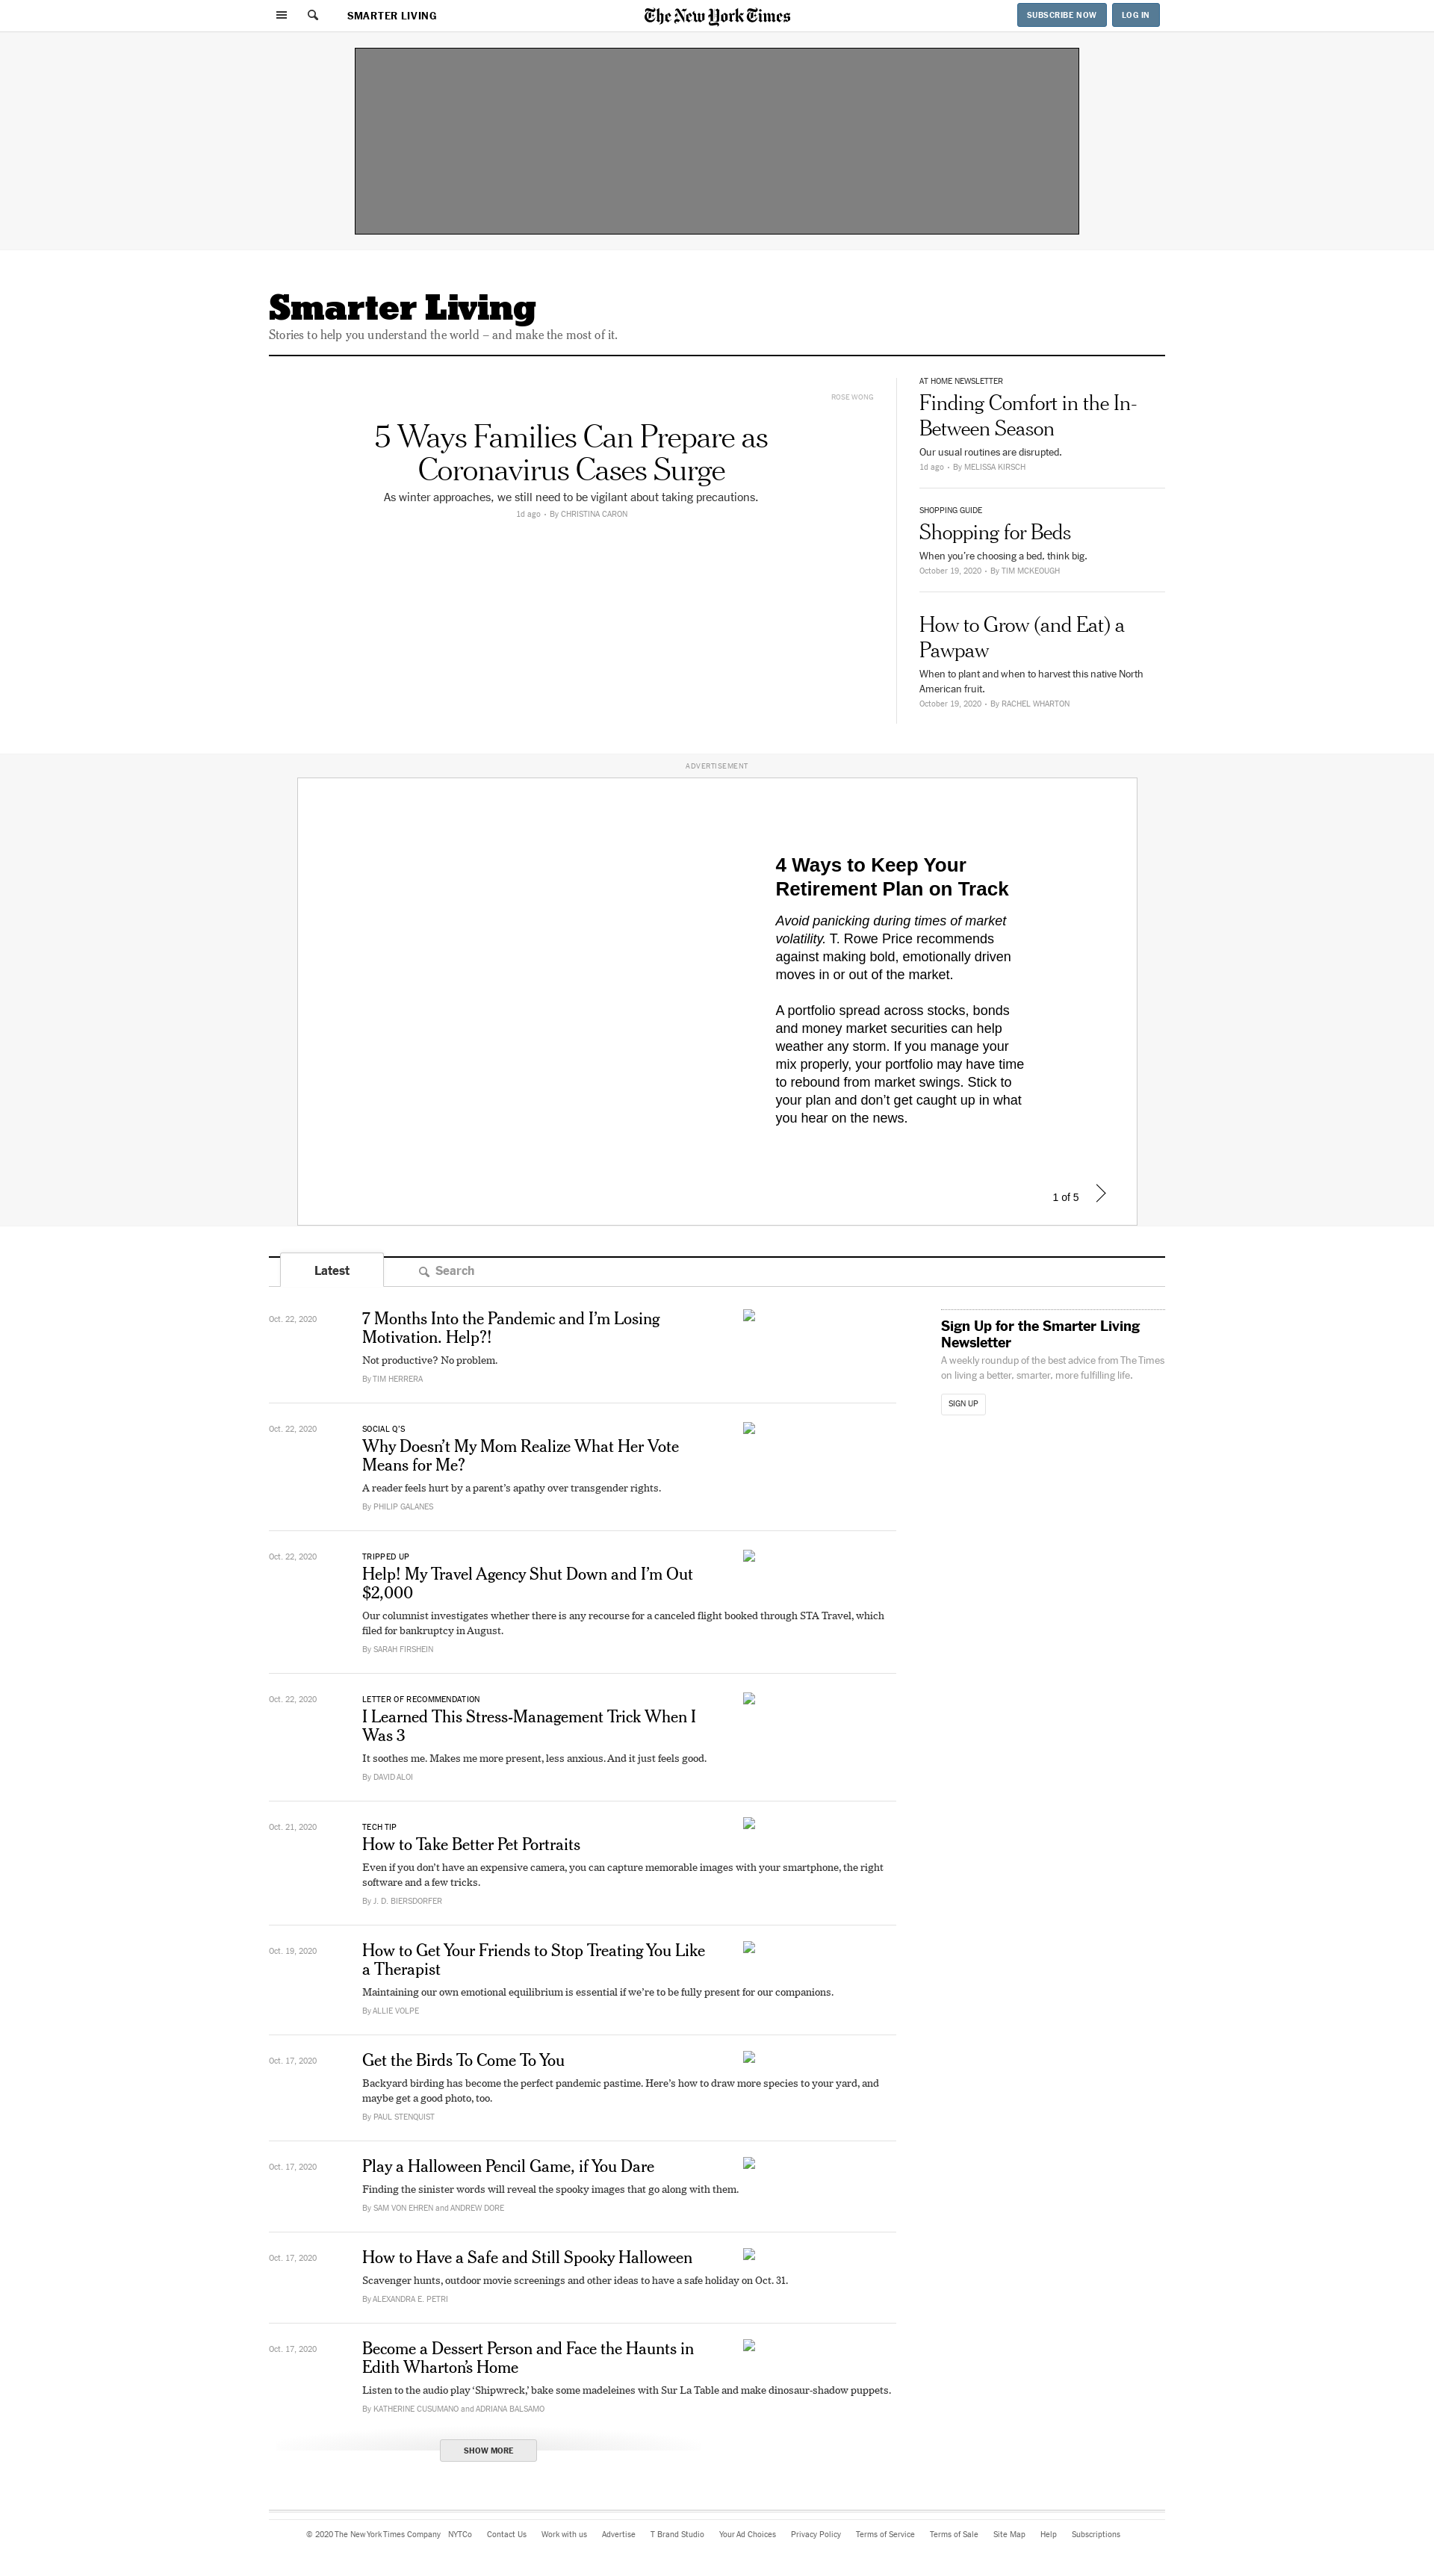 SMARTER LIVING
The New York Times
SUBSCRIBE NOW
LOG IN
Smarter Living
Stories to help you understand the world – and make the most of it.
ROSE WONG
5 Ways Families Can Prepare as
Coronavirus Cases Surge
As winter approaches, we still need to be vigilant about taking precautions.
1d ago • By CHRISTINA CARON
AT HOME NEWSLETTER
Finding Comfort in the In-
Between Season
Our usual routines are disrupted.
1d ago • By MELISSA KIRSCH
SHOPPING GUIDE
Shopping for Beds
When you’re choosing a bed, think big.
October 19, 2020 • By TIM MCKEOUGH
How to Grow (and Eat) a
Pawpaw
When to plant and when to harvest this native North
American fruit.
October 19, 2020 • By RACHEL WHARTON
ADVERTISEMENT
4 Ways to Keep Your
Retirement Plan on Track
Avoid panicking during times of market
volatility. T. Rowe Price recommends
against making bold, emotionally driven
moves in or out of the market.
A portfolio spread across stocks, bonds
and money market securities can help
weather any storm. If you manage your
mix properly, your portfolio may have time
to rebound from market swings. Stick to
your plan and don’t get caught up in what
you hear on the news.
1 of 5
Latest
Search
Oct. 22, 2020
7 Months Into the Pandemic and I’m Losing
Motivation. Help?!
Not productive? No problem.
By TIM HERRERA
Sign Up for the Smarter Living
Newsletter
A weekly roundup of the best advice from The Times
on living a better, smarter, more fulfilling life.
SIGN UP
Oct. 22, 2020
SOCIAL Q’S
Why Doesn’t My Mom Realize What Her Vote
Means for Me?
A reader feels hurt by a parent’s apathy over transgender rights.
By PHILIP GALANES
Oct. 22, 2020
TRIPPED UP
Help! My Travel Agency Shut Down and I’m Out
$2,000
Our columnist investigates whether there is any recourse for a canceled flight booked through STA Travel, which
filed for bankruptcy in August.
By SARAH FIRSHEIN
Oct. 22, 2020
LETTER OF RECOMMENDATION
I Learned This Stress-Management Trick When I
Was 3
It soothes me. Makes me more present, less anxious. And it just feels good.
By DAVID ALOI
Oct. 21, 2020
TECH TIP
How to Take Better Pet Portraits
Even if you don’t have an expensive camera, you can capture memorable images with your smartphone, the right
software and a few tricks.
By J. D. BIERSDORFER
Oct. 19, 2020
How to Get Your Friends to Stop Treating You Like
a Therapist
Maintaining our own emotional equilibrium is essential if we’re to be fully present for our companions.
By ALLIE VOLPE
Oct. 17, 2020
Get the Birds To Come To You
Backyard birding has become the perfect pandemic pastime. Here’s how to draw more species to your yard, and
maybe get a good photo, too.
By PAUL STENQUIST
Oct. 17, 2020
Play a Halloween Pencil Game, if You Dare
Finding the sinister words will reveal the spooky images that go along with them.
By SAM VON EHREN and ANDREW DORE
Oct. 17, 2020
How to Have a Safe and Still Spooky Halloween
Scavenger hunts, outdoor movie screenings and other ideas to have a safe holiday on Oct. 31.
By ALEXANDRA E. PETRI
Oct. 17, 2020
Become a Dessert Person and Face the Haunts in
Edith Wharton’s Home
Listen to the audio play ‘Shipwreck,’ bake some madeleines with Sur La Table and make dinosaur-shadow puppets.
By KATHERINE CUSUMANO and ADRIANA BALSAMO
SHOW MORE
© 2020 The New York Times Company NYTCo Contact Us Work with us Advertise T Brand Studio Your Ad Choices Privacy Policy Terms of Service Terms of Sale Site Map Help Subscriptions